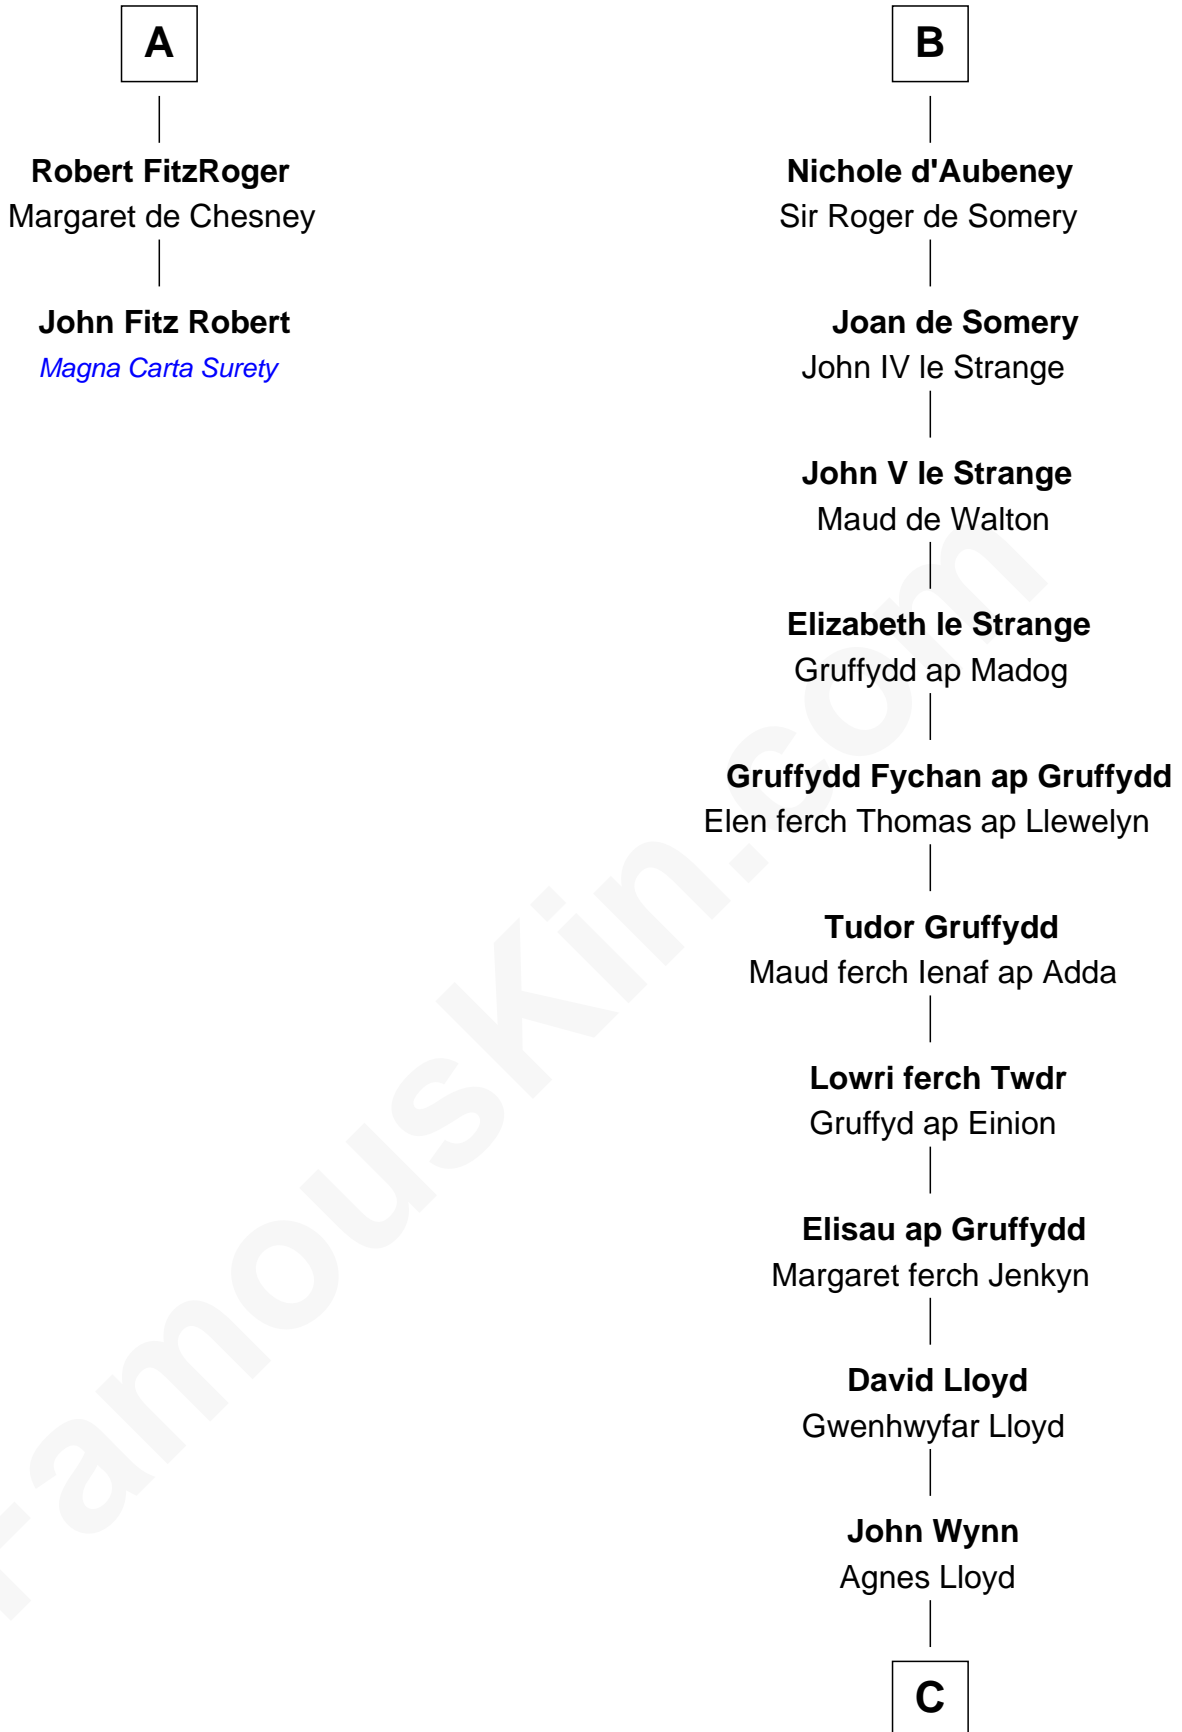 A
Robert FitzRoger
Margaret de Chesney
John Fitz Robert
Magna Carta Surety
B
Nichole d'Aubeney
Sir Roger de Somery
Joan de Somery
John IV le Strange
John V le Strange
Maud de Walton
Elizabeth le Strange
Gruffydd ap Madog
Gruffydd Fychan ap Gruffydd
Elen ferch Thomas ap Llewelyn
Tudor Gruffydd
Maud ferch Ienaf ap Adda
Lowri ferch Twdr
Gruffyd ap Einion
Elisau ap Gruffydd
Margaret ferch Jenkyn
David Lloyd
Gwenhwyfar Lloyd
John Wynn
Agnes Lloyd
C
FamousKin.com